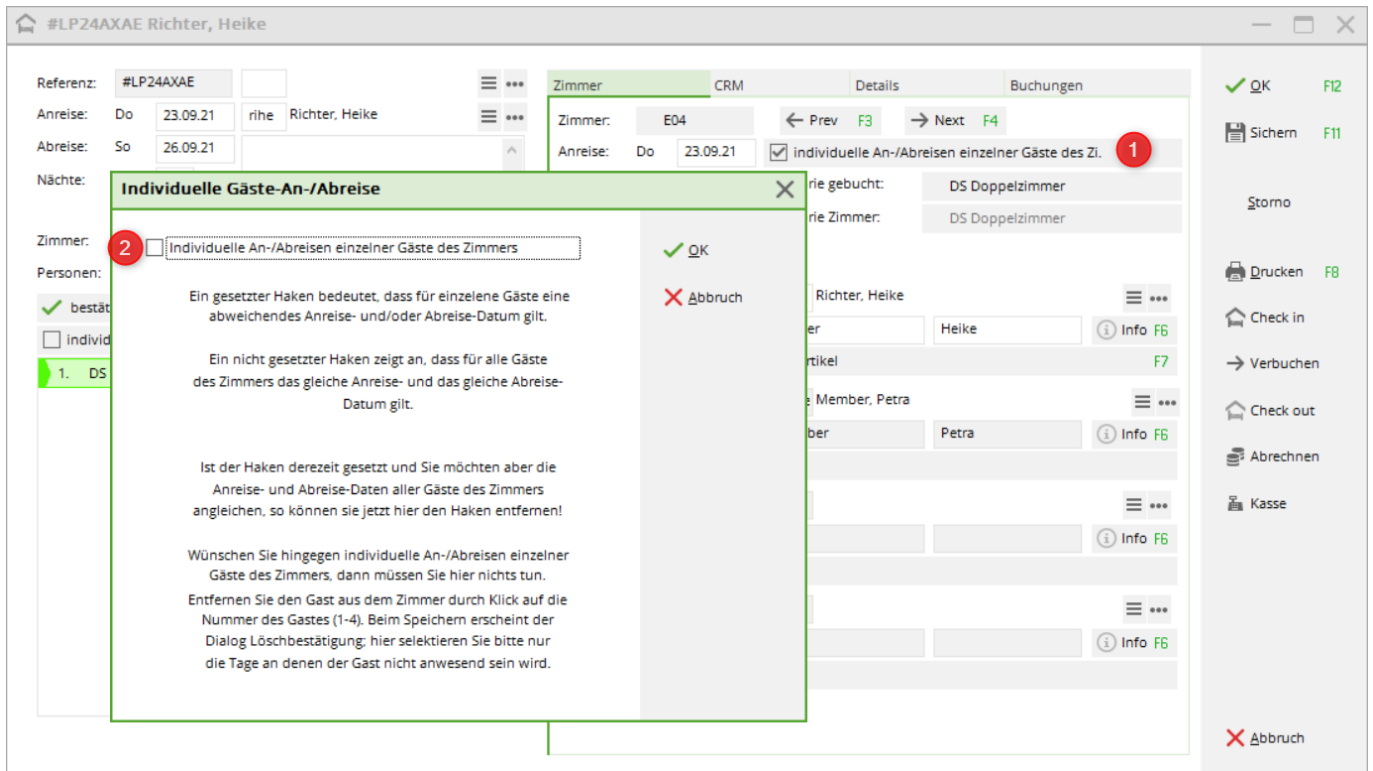 #LP24AXAE Richter, Heike
Referenz: #LP24AXAE
Anreise: Do 23.09.21 rihe Richter, Heike
Abreise: So 26.09.21
Nächte:
Zimmer:
Personen:
bestät
individ
1. DS
Zimmer CRM Details Buchungen
Zimmer: E04 Prev F3 Next F4
Anreise: Do 23.09.21 individuelle An-/Abreisen einzelner Gäste des Zi. 1
rie gebucht: DS Doppelzimmer
rie Zimmer: DS Doppelzimmer
Richter, Heike
er Heike Info F6
rtikel F7
Member, Petra
ber Petra Info F6
Info F6
Info F6
Individuelle Gäste-An-/Abreise
2 Individuelle An-/Abreisen einzelner Gäste des Zimmers
Ein gesetzter Haken bedeutet, dass für einzelene Gäste eine
abweichendes Anreise- und/oder Abreise-Datum gilt.
Ein nicht gesetzter Haken zeigt an, dass für alle Gäste
des Zimmers das gleiche Anreise- und das gleiche Abreise-
Datum gilt.
Ist der Haken derezeit gesetzt und Sie möchten aber die
Anreise- und Abreise-Daten aller Gäste des Zimmers
angleichen, so können sie jetzt hier den Haken entfernen!
Wünschen Sie hingegen individuelle An-/Abreisen einzelner
Gäste des Zimmers, dann müssen Sie hier nichts tun.
Entfernen Sie den Gast aus dem Zimmer durch Klick auf die
Nummer des Gastes (1-4). Beim Speichern erscheint der
Dialog Löschbestätigung; hier selektieren Sie bitte nur
die Tage an denen der Gast nicht anwesend sein wird.
OK
Abbruch
OK F12
Sichern F11
Storno
Drucken F8
Check in
Verbuchen
Check out
Abrechnen
Kasse
Abbruch